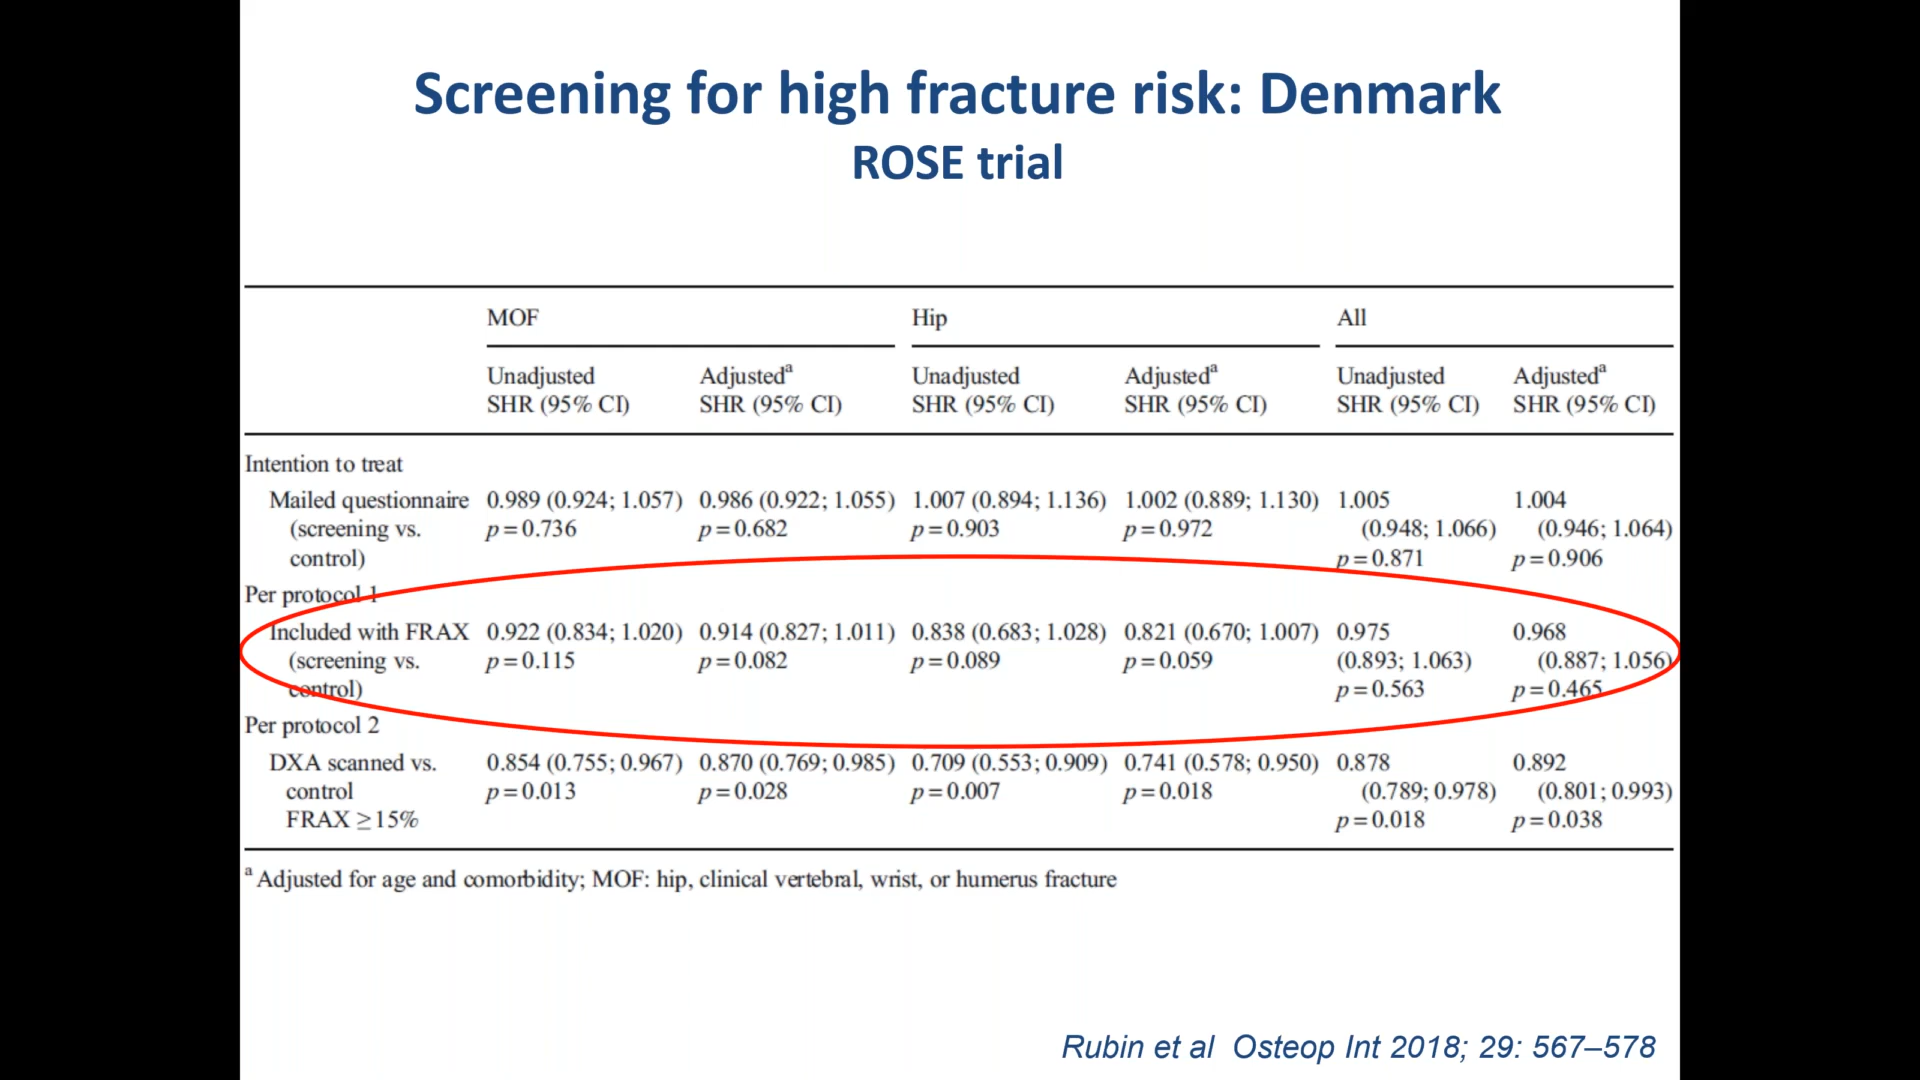 Screening for high fracture risk: Denmark
ROSE trial
MOF Hip All
Unadjusted Adjustedª Unadjusted Adjustedª Unadjusted Adjustedª
SHR (95% CI) SHR (95% CI) SHR (95% CI) SHR (95% CI) SHR (95% CI) SHR (95% CI)
Intention to treat
Mailed questionnaire 0.989 (0.924; 1.057) 0.986 (0.922; 1.055) 1.007 (0.894; 1.136) 1.002 (0.889; 1.130) 1.005 1.004
(screening vs. p=0.736 p=0.682 p=0.903 p=0.972 (0.948; 1.066) (0.946; 1.064)
control) p=0.871 p=0.906
Per protocol 1
Included with FRAX 0.922 (0.834; 1.020) 0.914 (0.827; 1.011) 0.838 (0.683; 1.028) 0.821 (0.670; 1.007) 0.975 0.968
(screening vs. p=0.115 p=0.082 p=0.089 p=0.059 (0.893; 1.063) (0.887; 1.056)
control) p=0.563 p=0.465
Per protocol 2
DXA scanned vs. 0.854 (0.755; 0.967) 0.870 (0.769; 0.985) 0.709 (0.553; 0.909) 0.741 (0.578; 0.950) 0.878 0.892
control p=0.013 p=0.028 p=0.007 p=0.018 (0.789; 0.978) (0.801; 0.993)
FRAX ≥15% p=0.018 p=0.038
ª Adjusted for age and comorbidity; MOF: hip, clinical vertebral, wrist, or humerus fracture
Rubin et al Osteop Int 2018; 29: 567–578